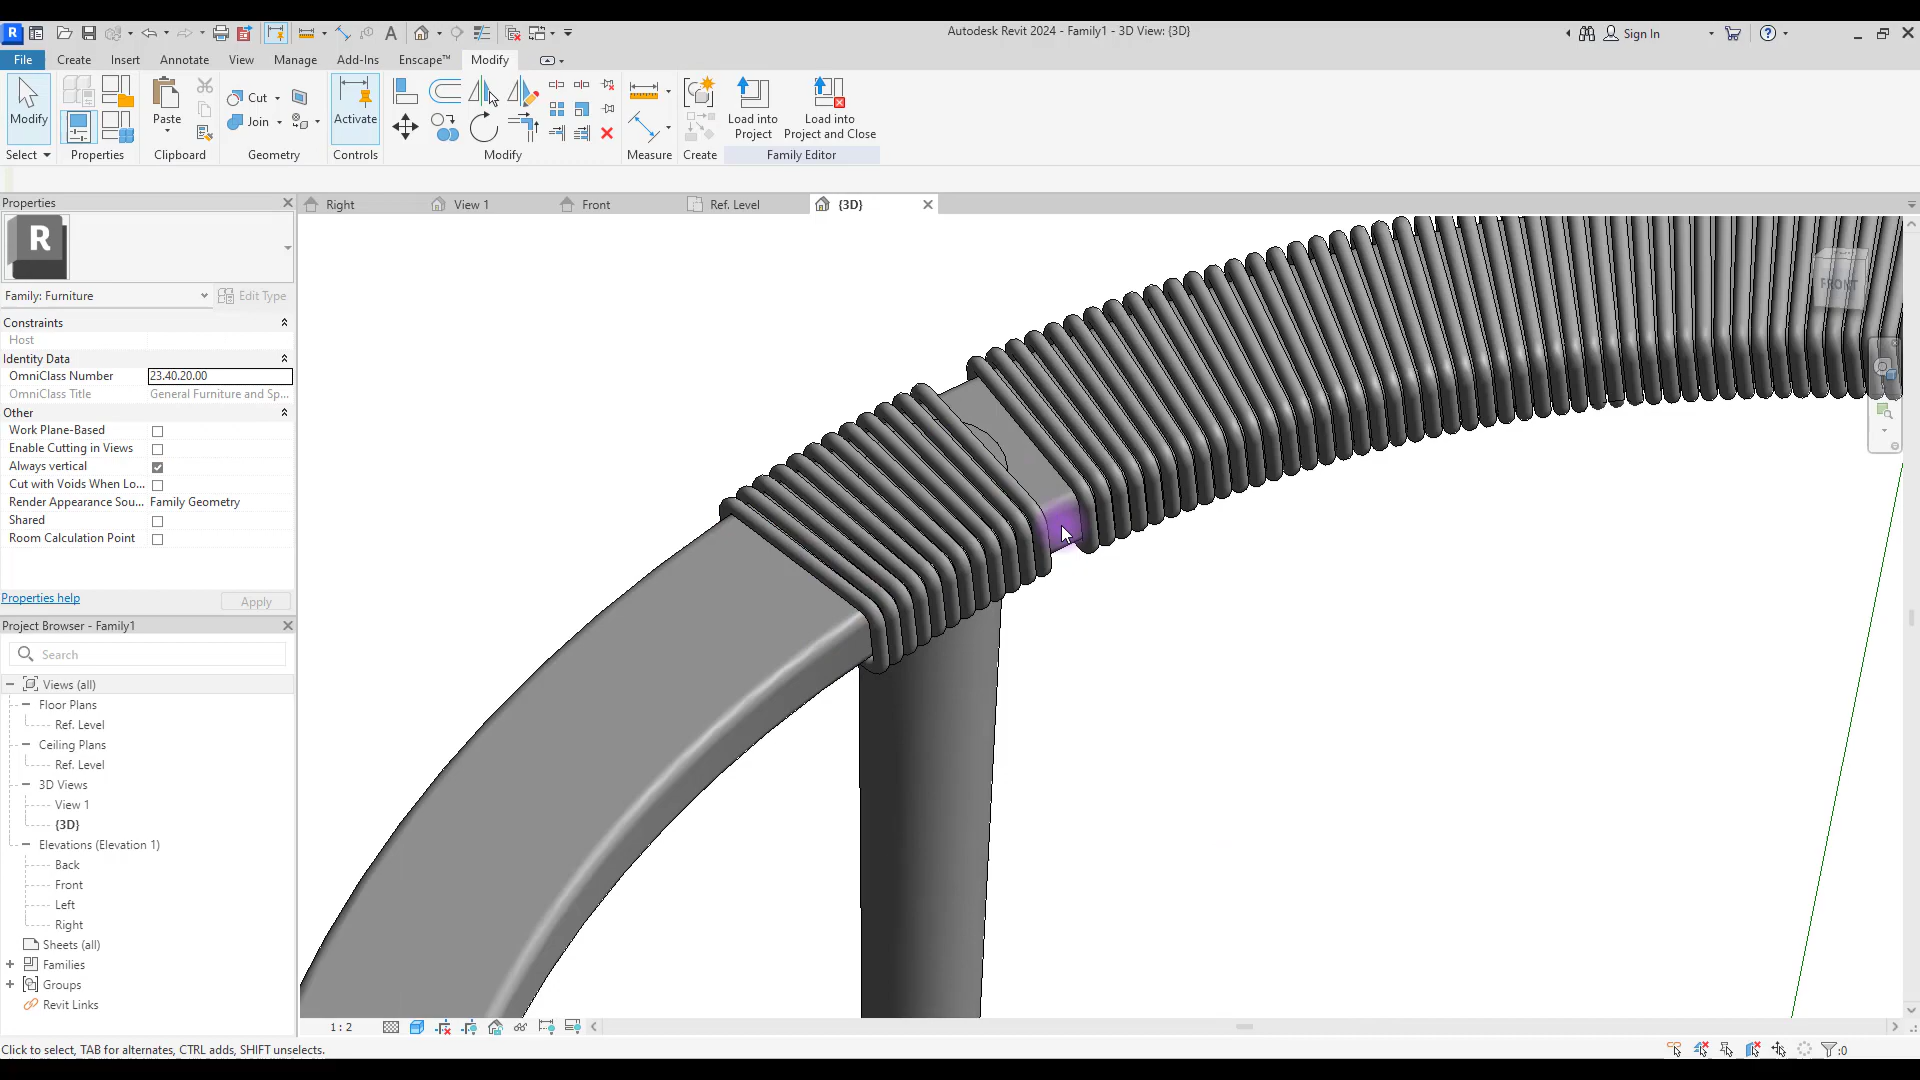 Autodesk Revit 2024 - Family1 - 3D View: {3D}
Sign In
File Create Insert Annotate View Manage Add-Ins Enscape™ Modify
Modify
Select
Properties
Paste
Clipboard
Cut
Join
Geometry
Activate
Controls
Modify
Measure
Create
Load into
Project
Load into
Project and Close
Family Editor
Properties
Right
View 1
Front
Ref. Level
{3D}
R
Family: Furniture
Edit Type
Constraints
Host
Identity Data
OmniClass Number 23.40.20.00
OmniClass Title General Furniture and Sp...
Other
Work Plane-Based
Enable Cutting in Views
Always vertical
Cut with Voids When Lo...
Render Appearance Sou... Family Geometry
Shared
Room Calculation Point
Properties help
Apply
Project Browser - Family1
Search
Views (all)
Floor Plans
Ref. Level
Ceiling Plans
Ref. Level
3D Views
View 1
{3D}
Elevations (Elevation 1)
Back
Front
Left
Right
Sheets (all)
Families
Groups
Revit Links
FRONT
1 : 2
Click to select, TAB for alternates, CTRL adds, SHIFT unselects.
:0